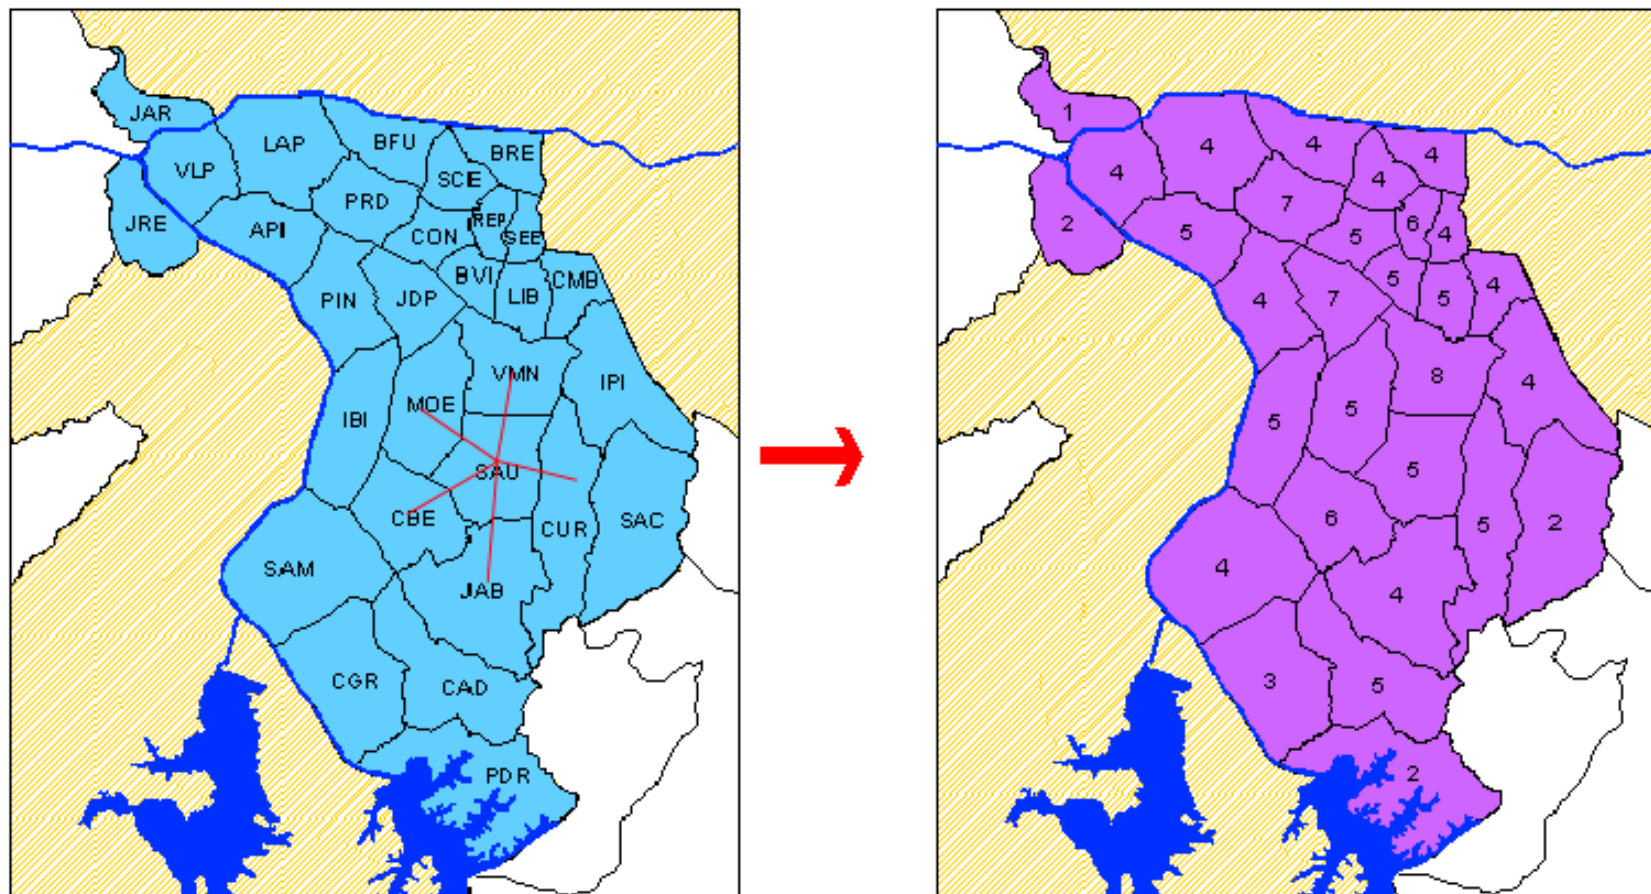 JAR
LAP
BFU
BRE
VLP
SCE
PRD
REP
JRE
API
CON
SEE
BVI
CMB
PIN
JDP
LIB
VMN
IPI
MOE
IBI
SAU
CBE
CUR
SAC
SAM
JAB
CGR
CAD
PDR
1
4
4
4
4
4
7
6
2
5
5
4
5
4
4
7
5
8
4
5
5
5
6
5
2
4
4
3
5
2